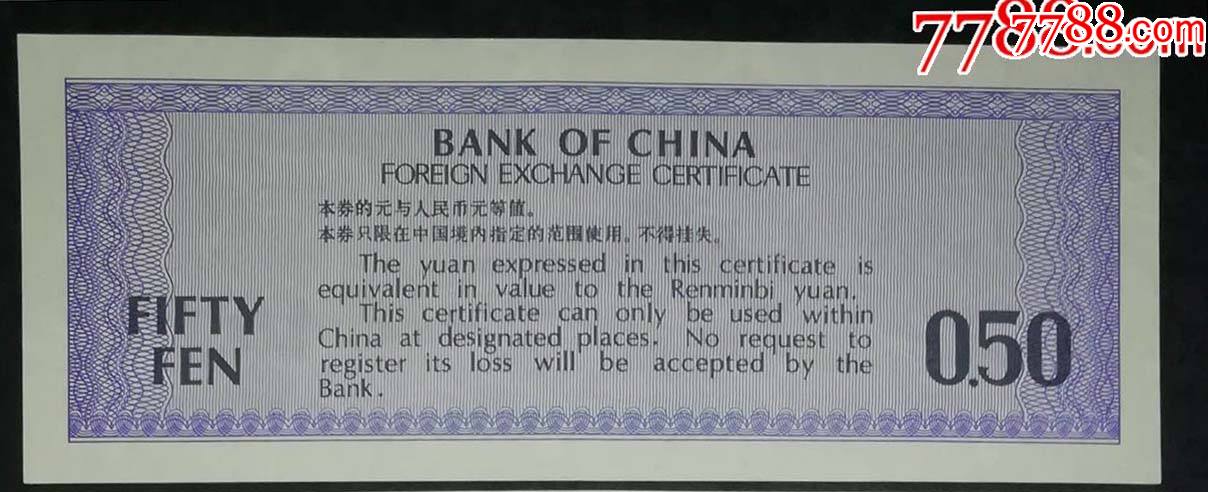 7788.com
7788.com
BANK OF CHINA
FOREIGN EXCHANGE CERTIFICATE
本券的元与人民币元等值。
本券只限在中国境内指定的范围使用。不得挂失。
The yuan expressed in this certificate is
equivalent in value to the Renminbi yuan.
This certificate can only be used within
China at designated places. No request to
register its loss will be accepted by the
Bank.
FIFTY
FEN
0.50